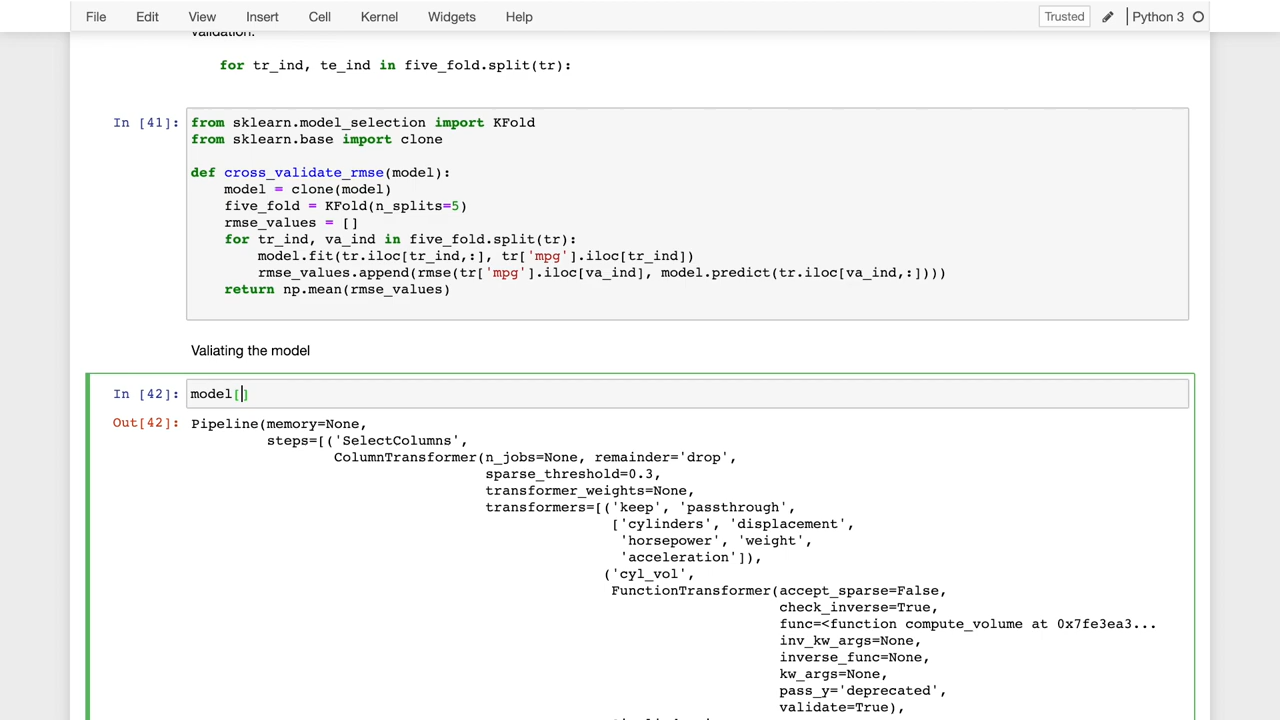 File Edit View Insert Cell Kernel Widgets Help Trusted Python 3
validation.
for tr_ind, te_ind in five_fold.split(tr):
In [41]: from sklearn.model_selection import KFold
from sklearn.base import clone
def cross_validate_rmse(model):
model = clone(model)
five_fold = KFold(n_splits=5)
rmse_values = []
for tr_ind, va_ind in five_fold.split(tr):
model.fit(tr.iloc[tr_ind,:], tr['mpg'].iloc[tr_ind])
rmse_values.append(rmse(tr['mpg'].iloc[va_ind], model.predict(tr.iloc[va_ind,:])))
return np.mean(rmse_values)
Valiating the model
In [42]: model[]
Out[42]: Pipeline(memory=None,
steps=[('SelectColumns',
ColumnTransformer(n_jobs=None, remainder='drop',
sparse_threshold=0.3,
transformer_weights=None,
transformers=[('keep', 'passthrough',
['cylinders', 'displacement',
'horsepower', 'weight',
'acceleration']),
('cyl_vol',
FunctionTransformer(accept_sparse=False,
check_inverse=True,
func=<function compute_volume at 0x7fe3ea3...
inv_kw_args=None,
inverse_func=None,
kw_args=None,
pass_y='deprecated',
validate=True),